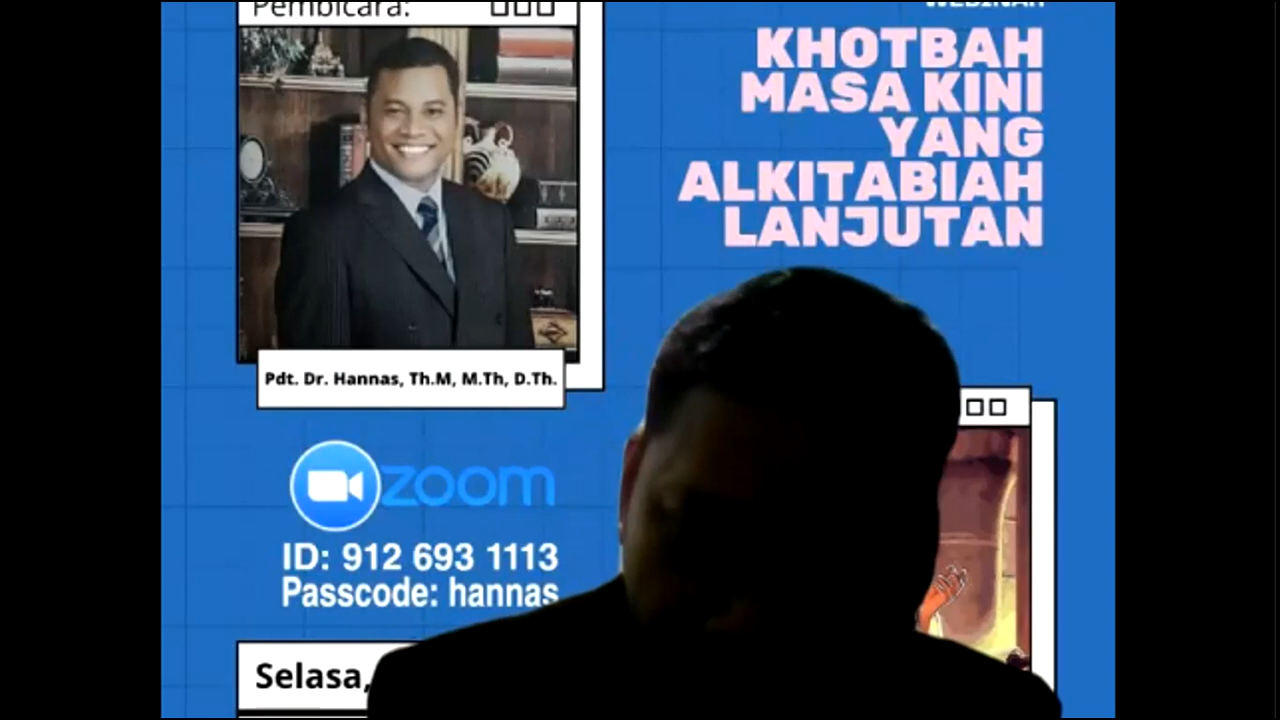 Pembicara:
WEBINAR
KHOTBAH
MASA KINI
YANG
ALKITABIAH
LANJUTAN
Pdt. Dr. Hannas, Th.M, M.Th, D.Th.
zoom
ID: 912 693 1113
Passcode: hannas
Selasa,